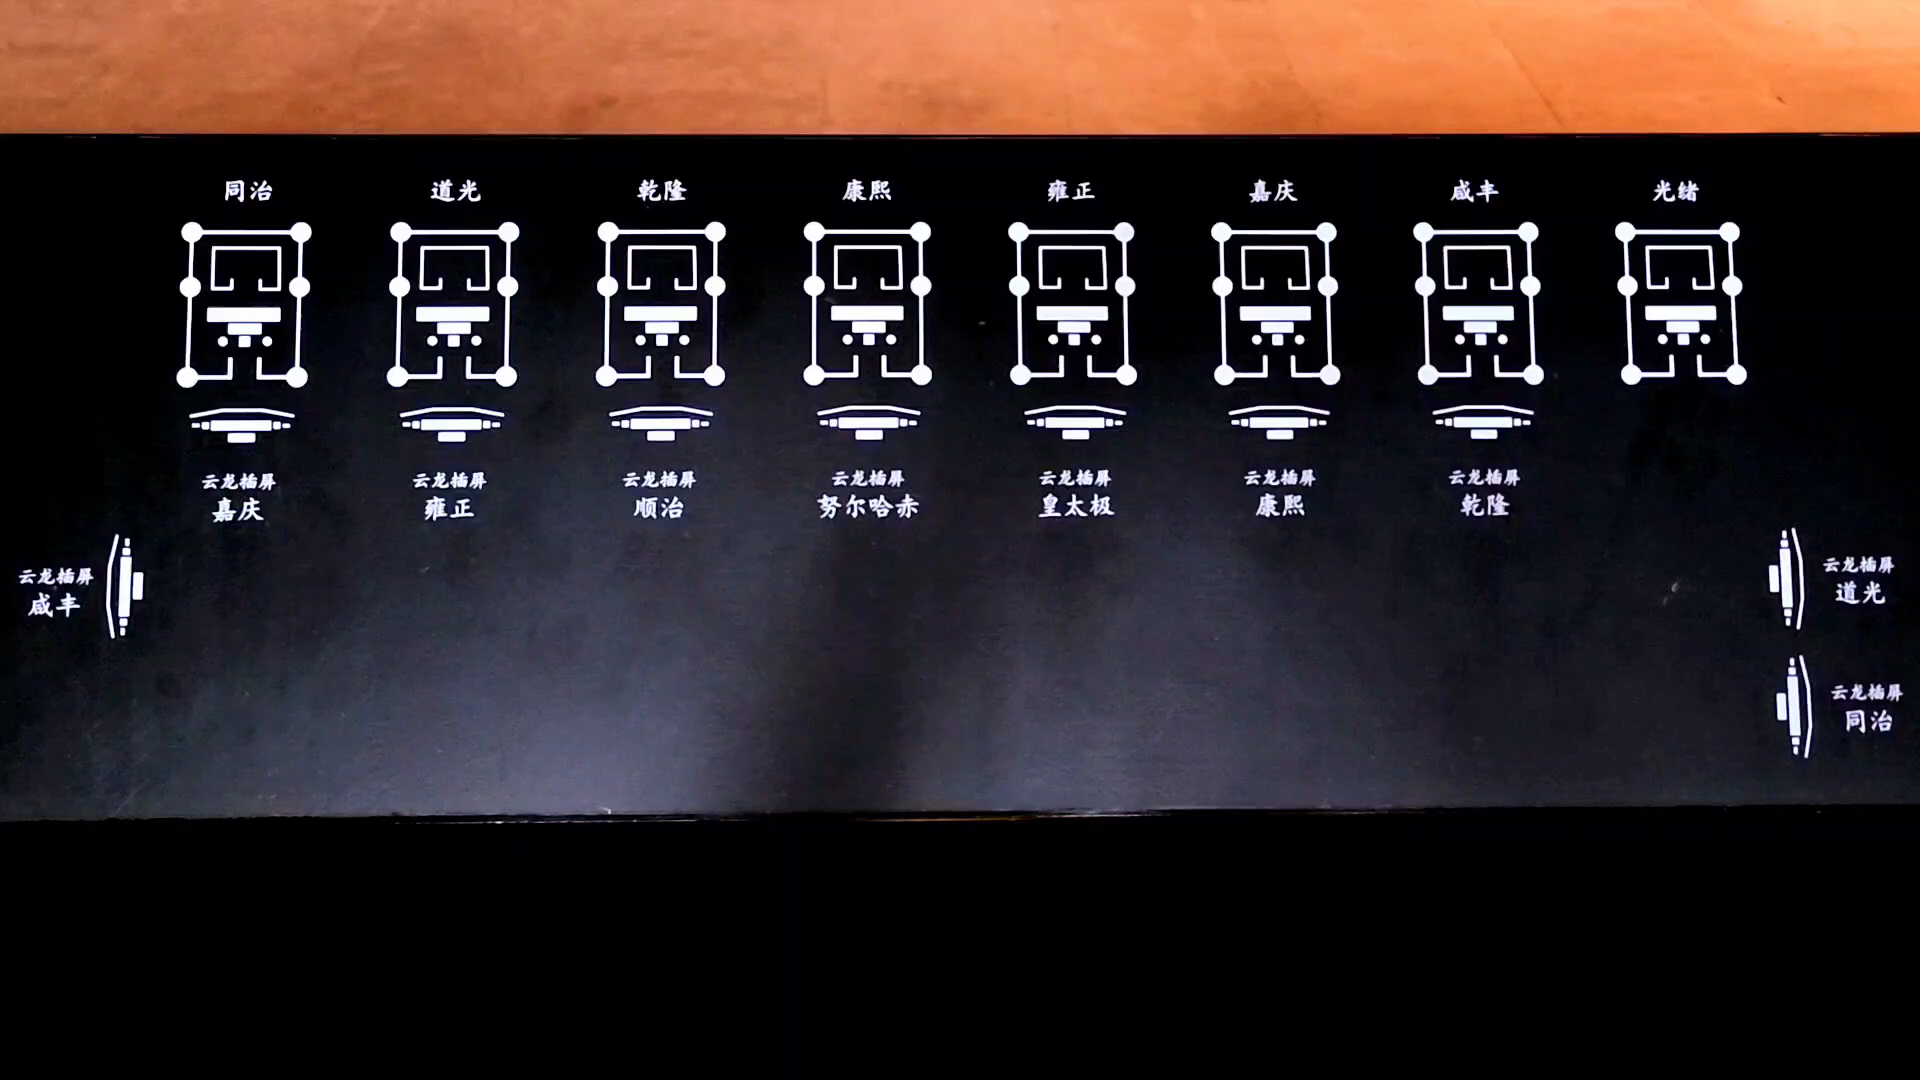 同治
道光
乾隆
康熙
雍正
嘉庆
咸丰
光绪
云龙插屏
嘉庆
云龙插屏
雍正
云龙插屏
顺治
云龙插屏
努尔哈赤
云龙插屏
皇太极
云龙插屏
康熙
云龙插屏
乾隆
云龙插屏
咸丰
云龙插屏
道光
云龙插屏
同治